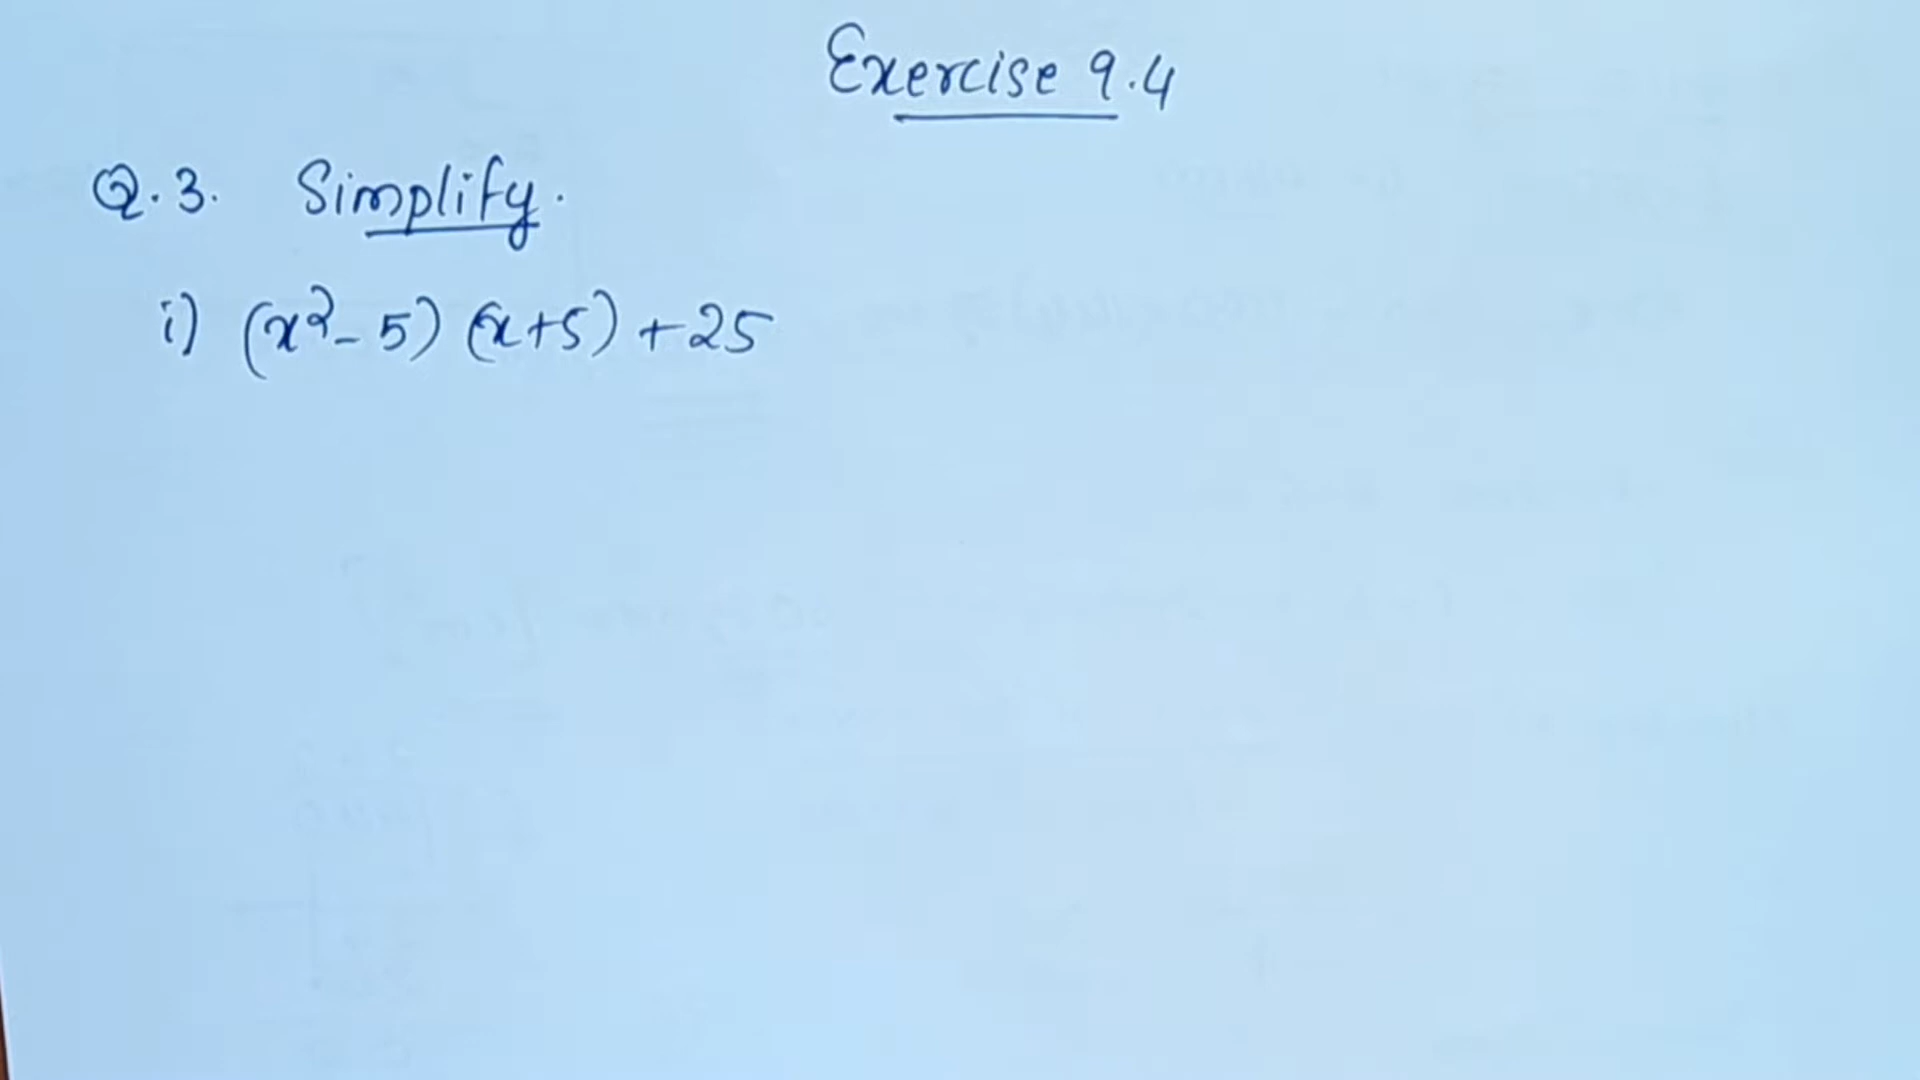 Exercise 9.4
Q.3. Simplify.
i) (x²-5) (x+5) +25